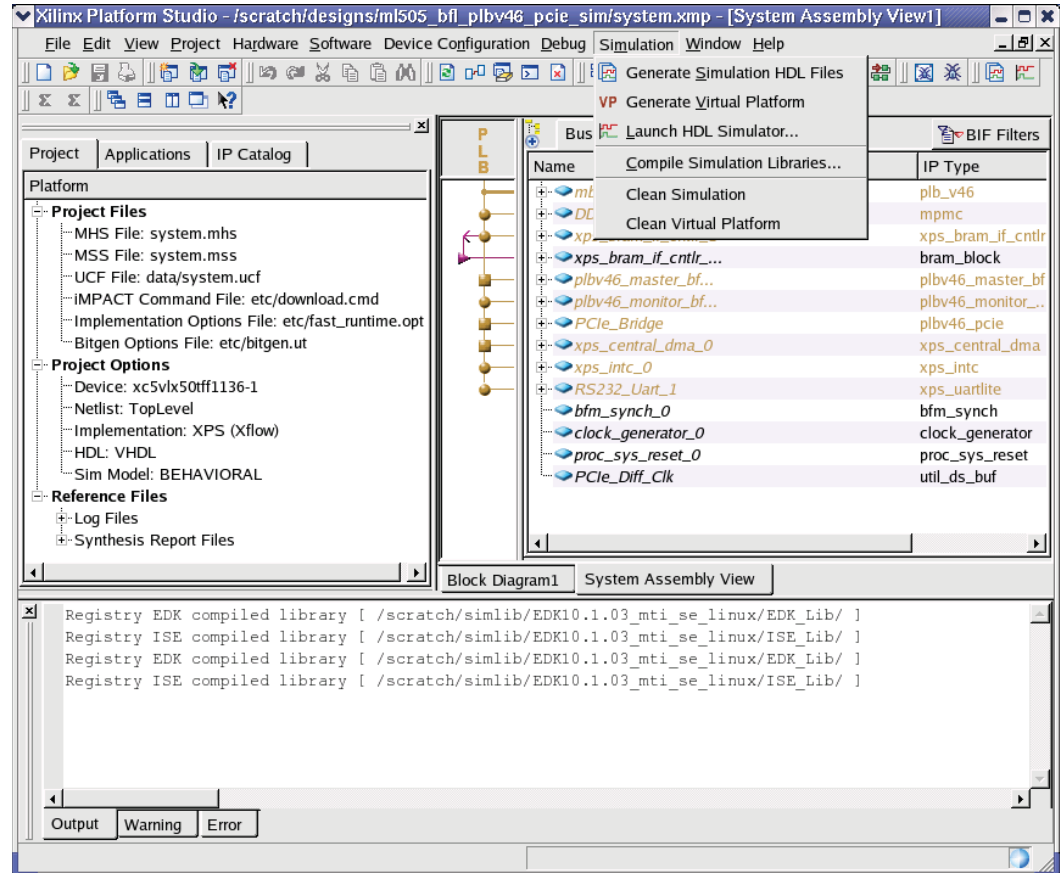 Xilinx Platform Studio - /scratch/designs/ml505_bfl_plbv46_pcie_sim/system.xmp - [System Assembly View1]
File Edit View Project Hardware Software Device Configuration Debug Simulation Window Help
Generate Simulation HDL Files
VP Generate Virtual Platform
Launch HDL Simulator...
Compile Simulation Libraries...
Clean Simulation
Clean Virtual Platform
Project Applications IP Catalog
Platform
Project Files
MHS File: system.mhs
MSS File: system.mss
UCF File: data/system.ucf
iMPACT Command File: etc/download.cmd
Implementation Options File: etc/fast_runtime.opt
Bitgen Options File: etc/bitgen.ut
Project Options
Device: xc5vlx50tff1136-1
Netlist: TopLevel
Implementation: XPS (Xflow)
HDL: VHDL
Sim Model: BEHAVIORAL
Reference Files
Log Files
Synthesis Report Files
PLB
Bus
BIF Filters
Name IP Type
plb_v46
mpmc
xps_bram_if_cntlr
xps_bram_if_cntlr_... bram_block
plbv46_master_bf... plbv46_master_bf
plbv46_monitor_bf... plbv46_monitor_..
PCIe_Bridge plbv46_pcie
xps_central_dma_0 xps_central_dma
xps_intc_0 xps_intc
RS232_Uart_1 xps_uartlite
bfm_synch_0 bfm_synch
clock_generator_0 clock_generator
proc_sys_reset_0 proc_sys_reset
PCIe_Diff_Clk util_ds_buf
Block Diagram1 System Assembly View
Registry EDK compiled library [ /scratch/simlib/EDK10.1.03_mti_se_linux/EDK_Lib/ ]
Registry ISE compiled library [ /scratch/simlib/EDK10.1.03_mti_se_linux/ISE_Lib/ ]
Registry EDK compiled library [ /scratch/simlib/EDK10.1.03_mti_se_linux/EDK_Lib/ ]
Registry ISE compiled library [ /scratch/simlib/EDK10.1.03_mti_se_linux/ISE_Lib/ ]
Output Warning Error